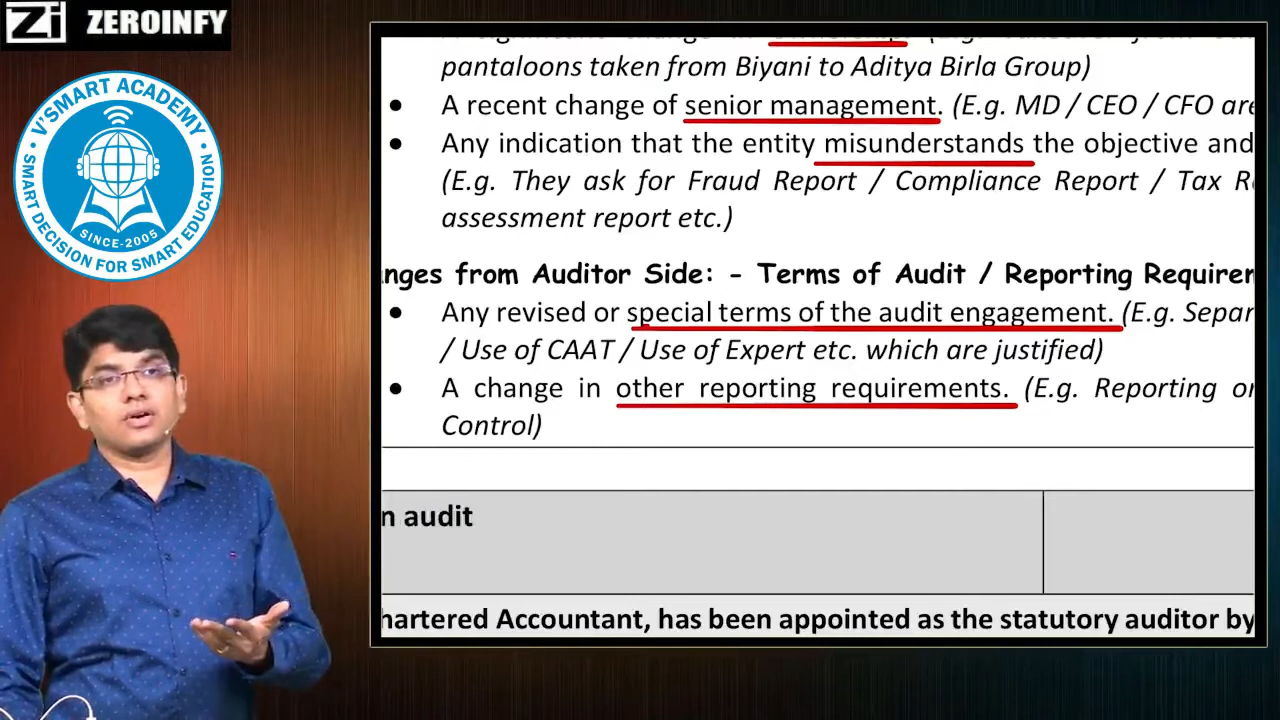 Zi ZEROINFY
V'SMART ACADEMY
SINCE-2005
SMART DECISION FOR SMART EDUCATION
pantaloons taken from Biyani to Aditya Birla Group)
• A recent change of senior management. (E.g. MD / CEO / CFO are
• Any indication that the entity misunderstands the objective and
(E.g. They ask for Fraud Report / Compliance Report / Tax R
assessment report etc.)
nges from Auditor Side: - Terms of Audit / Reporting Requirem
• Any revised or special terms of the audit engagement. (E.g. Separ
/ Use of CAAT / Use of Expert etc. which are justified)
• A change in other reporting requirements. (E.g. Reporting or
Control)
n audit
hartered Accountant, has been appointed as the statutory auditor by